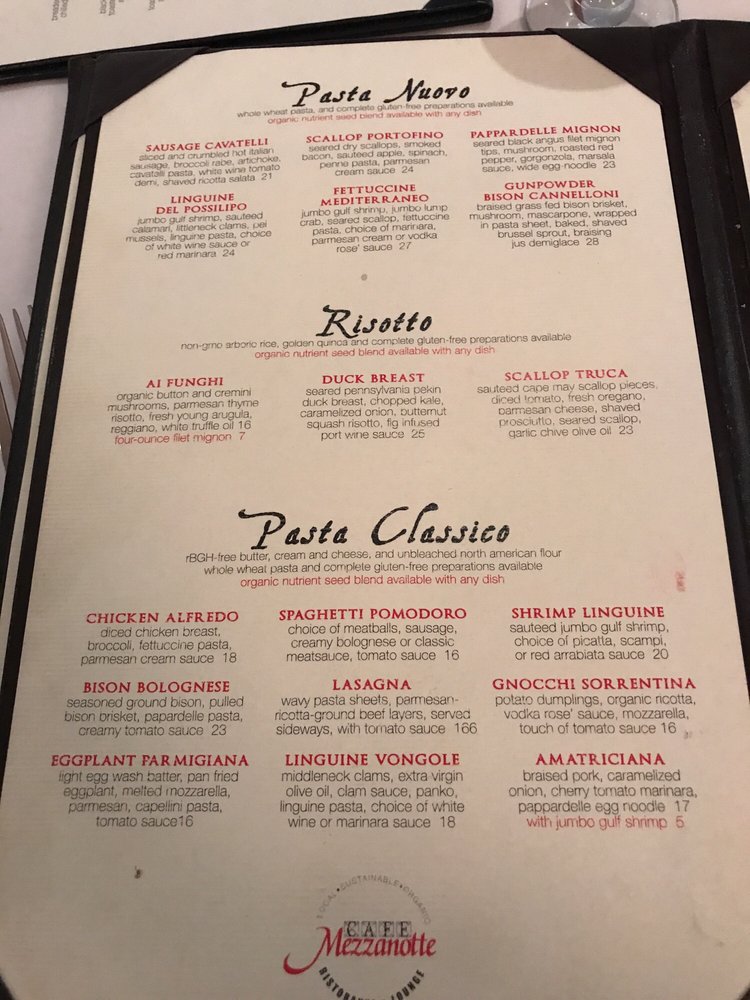 Pasta Nuovo
whole wheat pasta, and complete gluten-free preparations available
organic nutrient seed blend available with any dish
SAUSAGE CAVATELLI
sliced and crumbled hot italian
sausage, broccoli rabe, artichoke,
cavatelli pasta, white wine tomato
demi, shaved ricotta salata 21
SCALLOP PORTOFINO
seared dry scallops, smoked
bacon, sauteed apple, spinach,
penne pasta, parmesan
cream sauce 24
PAPPARDELLE MIGNON
seared black angus filet mignon
tips, mushroom, roasted red
pepper, gorgonzola, marsala
sauce, wide egg noodle 23
LINGUINE
DEL POSSILIPO
jumbo gulf shrimp, sauteed
calamari, littleneck clams, pei
mussels, linguine pasta, choice
of white wine sauce or
red marinara 24
FETTUCCINE
MEDITERRANEO
jumbo gulf shrimp, jumbo lump
crab, seared scallop, fettuccine
pasta, choice of marinara,
parmesan cream or vodka
rose' sauce 27
GUNPOWDER
BISON CANNELLONI
braised grass fed bison brisket,
mushroom, mascarpone, wrapped
in pasta sheet, baked, shaved
brussel sprout, braising
jus demiglace 28
Risotto
non-gmo arborio rice, golden quinoa and complete gluten-free preparations available
organic nutrient seed blend available with any dish
AI FUNGHI
organic button and cremini
mushrooms, parmesan thyme
risotto, fresh young arugula,
reggiano, white truffle oil 16
four-ounce filet mignon 7
DUCK BREAST
seared pennsylvania pekin
duck breast, chopped kale,
caramelized onion, butternut
squash risotto, fig infused
port wine sauce 25
SCALLOP TRUCA
sauteed cape may scallop pieces,
diced tomato, fresh oregano,
parmesan cheese, shaved
prosciutto, seared scallop,
garlic chive olive oil 23
Pasta Classico
rBGH-free butter, cream and cheese, and unbleached north american flour
whole wheat pasta and complete gluten-free preparations available
organic nutrient seed blend available with any dish
CHICKEN ALFREDO
diced chicken breast,
broccoli, fettuccine pasta,
parmesan cream sauce 18
SPAGHETTI POMODORO
choice of meatballs, sausage,
creamy bolognese or classic
meatsauce, tomato sauce 16
SHRIMP LINGUINE
sauteed jumbo gulf shrimp,
choice of picatta, scampi,
or red arrabiata sauce 20
BISON BOLOGNESE
seasoned ground bison, pulled
bison brisket, papardelle pasta,
creamy tomato sauce 23
LASAGNA
wavy pasta sheets, parmesan-
ricotta-ground beef layers, served
sideways, with tomato sauce 166
GNOCCHI SORRENTINA
potato dumplings, organic ricotta,
vodka rose' sauce, mozzarella,
touch of tomato sauce 16
EGGPLANT PARMIGIANA
light egg wash batter, pan fried
eggplant, melted mozzarella,
parmesan, capellini pasta,
tomato sauce16
LINGUINE VONGOLE
middleneck clams, extra virgin
olive oil, clam sauce, panko,
linguine pasta, choice of white
wine or marinara sauce 18
AMATRICIANA
braised pork, caramelized
onion, cherry tomato marinara,
pappardelle egg noodle 17
with jumbo gulf shrimp 5
LOCAL•SUSTAINABLE•ORGANIC
CAFE
Mezzanotte
LOUNGE